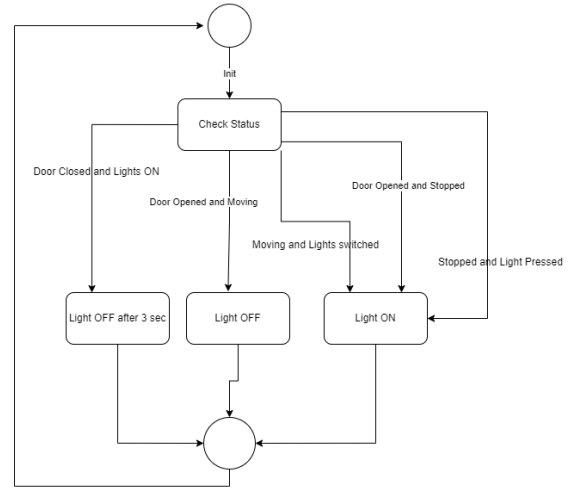 Init
Check Status
Door Closed and Lights ON
Door Opened and Stopped
Door Opened and Moving
Moving and Lights switched
Stopped and Light Pressed
Light OFF after 3 sec
Light OFF
Light ON